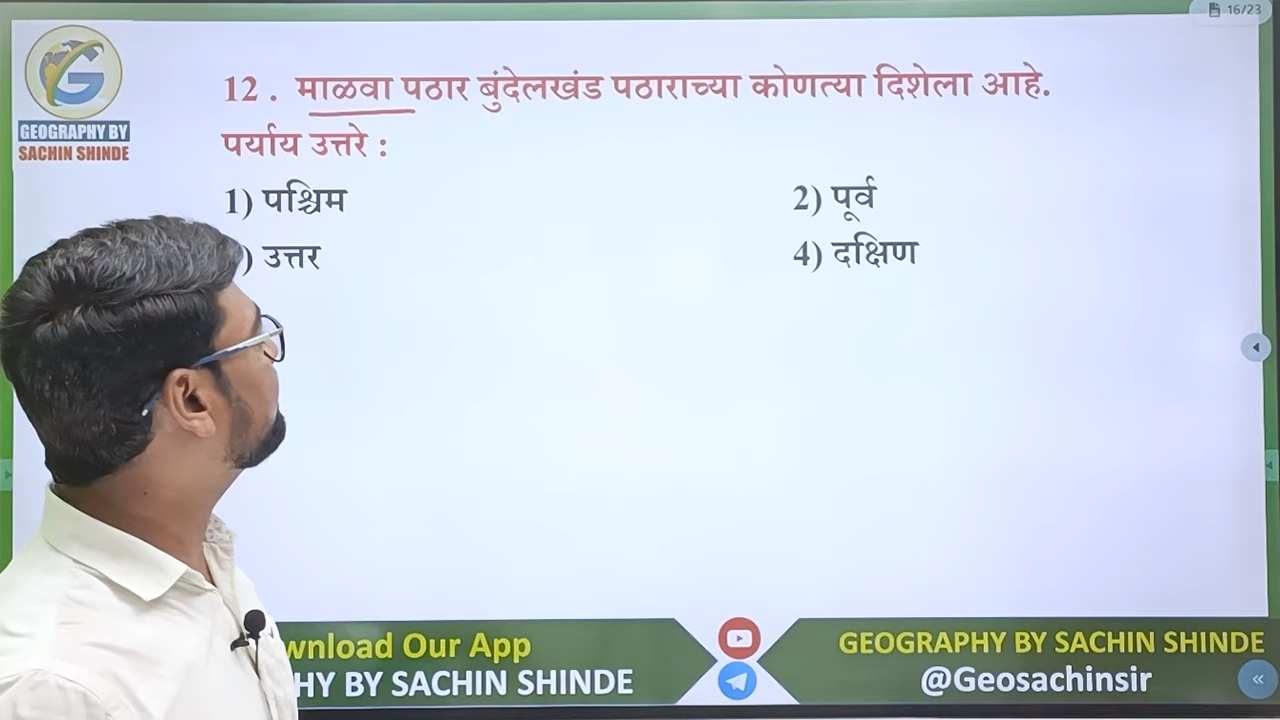 16/23
GEOGRAPHY BY
SACHIN SHINDE
12 . माळवा पठार बुंदेलखंड पठाराच्या कोणत्या दिशेला आहे.
पर्याय उत्तरे :
1) पश्चिम
2) पूर्व
) उत्तर
4) दक्षिण
wnload Our App
HY BY SACHIN SHINDE
GEOGRAPHY BY SACHIN SHINDE
@Geosachinsir